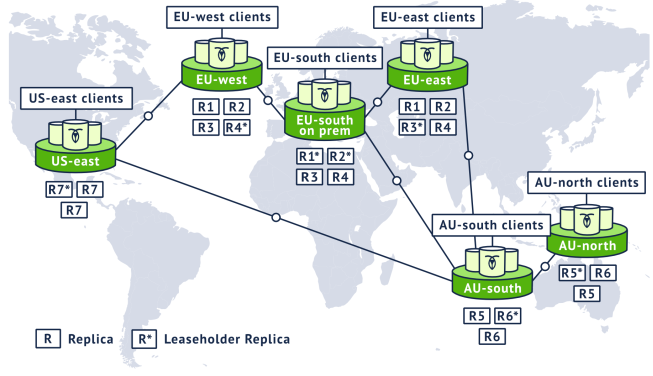 EU-west clients
EU-east clients
EU-south clients
US-east clients
EU-west
EU-east
EU-south
on prem
R1 R2
R3 R4*
R1 R2
R3* R4
US-east
R1* R2*
R3 R4
R7* R7
R7
AU-north clients
AU-south clients
AU-north
R5* R6
R5
AU-south
R5 R6*
R6
R Replica R* Leaseholder Replica